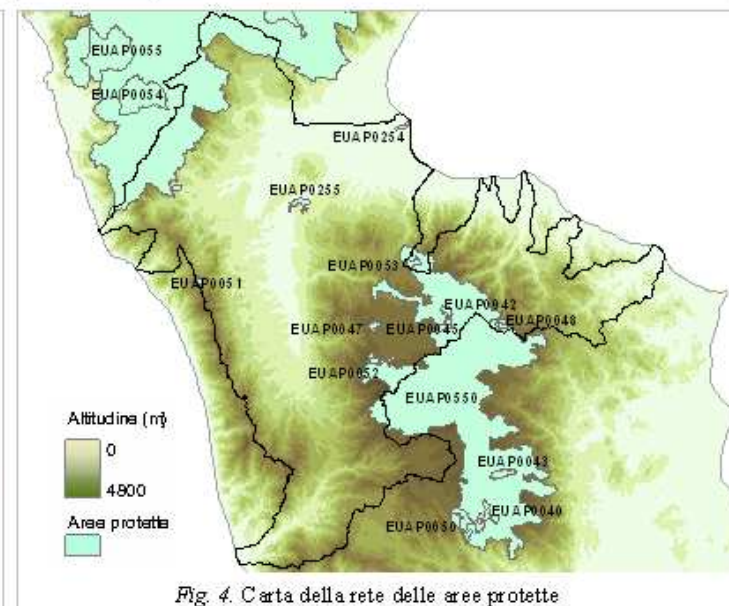 EUAP0055
EUAP0054
EUAP0254
EUAP0255
EUAP0053
EUAP0051
EUAP0042
EUAP0047
EUAP0045
EUAP0048
EUAP0052
EUAP0550
Altitudine (m)
0
4800
EUAP0043
Aree protette
EUAP0050
EUAP0040
Fig. 4. Carta della rete delle aree protette